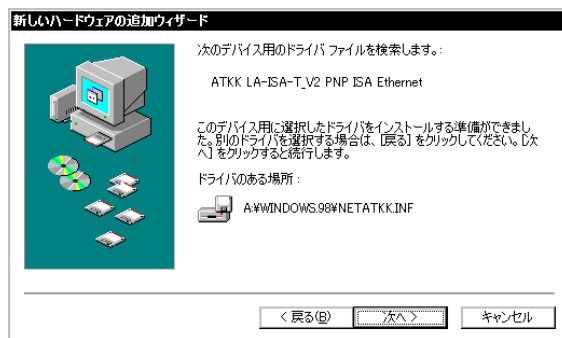 新しいハードウェアの追加ウィザード
次のデバイス用のドライバ ファイルを検索します。:
ATKK LA-ISA-T_V2 PNP ISA Ethernet
このデバイス用に選択したドライバをインストールする準備ができまし
た。別のドライバを選択する場合は、[戻る] をクリックしてください。[次
へ] をクリックすると続行します。
ドライバのある場所 :
A:¥WINDOWS.98¥NETATKK.INF
< 戻る(B)
次へ >
キャンセル